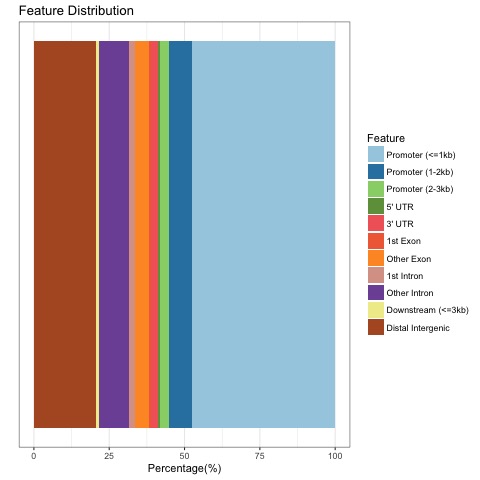 Feature Distribution
Feature
Promoter (<=1kb)
Promoter (1-2kb)
Promoter (2-3kb)
5' UTR
3' UTR
1st Exon
Other Exon
1st Intron
Other Intron
Downstream (<=3kb)
Distal Intergenic
0 25 50 75 100
Percentage(%)